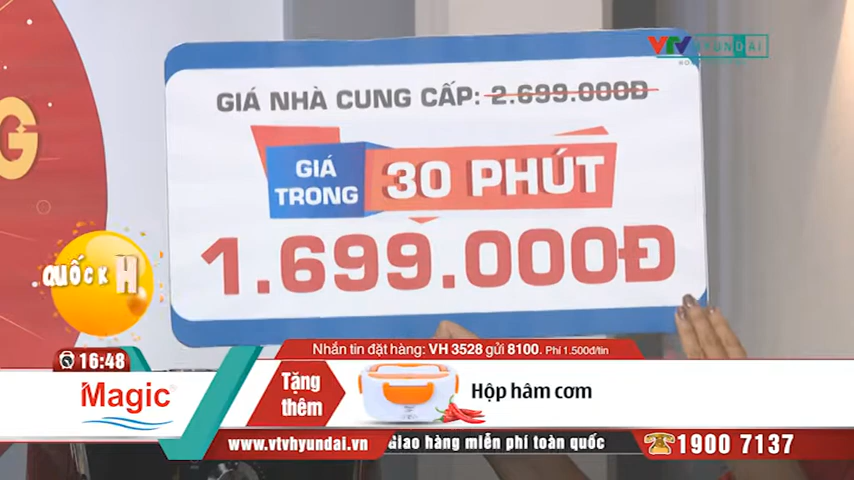 VTV HYUNDAI
GIÁ NHÀ CUNG CẤP: 2.699.000Đ
GIÁ TRONG
30 PHÚT
1.699.000Đ
G
QUỐC KH
Nhắn tin đặt hàng: VH 3528 gửi 8100. Phí 1.500đ/tin
16:48
Magic
Tặng thêm
Hộp hâm cơm
www.vtvhyundai.vn
Giao hàng miễn phí toàn quốc
1900 7137